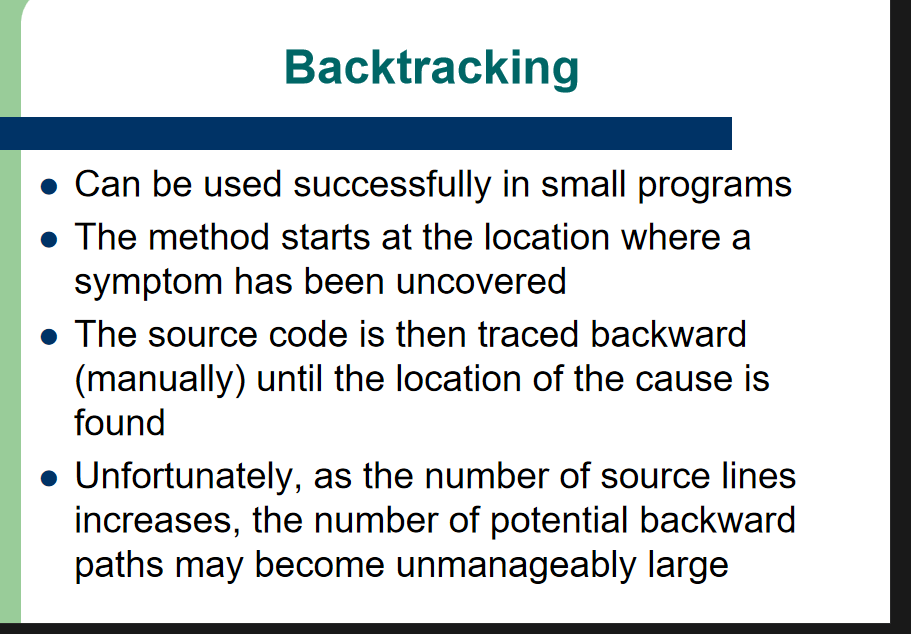 Backtracking
● Can be used successfully in small programs
● The method starts at the location where a
symptom has been uncovered
● The source code is then traced backward
(manually) until the location of the cause is
found
● Unfortunately, as the number of source lines
increases, the number of potential backward
paths may become unmanageably large